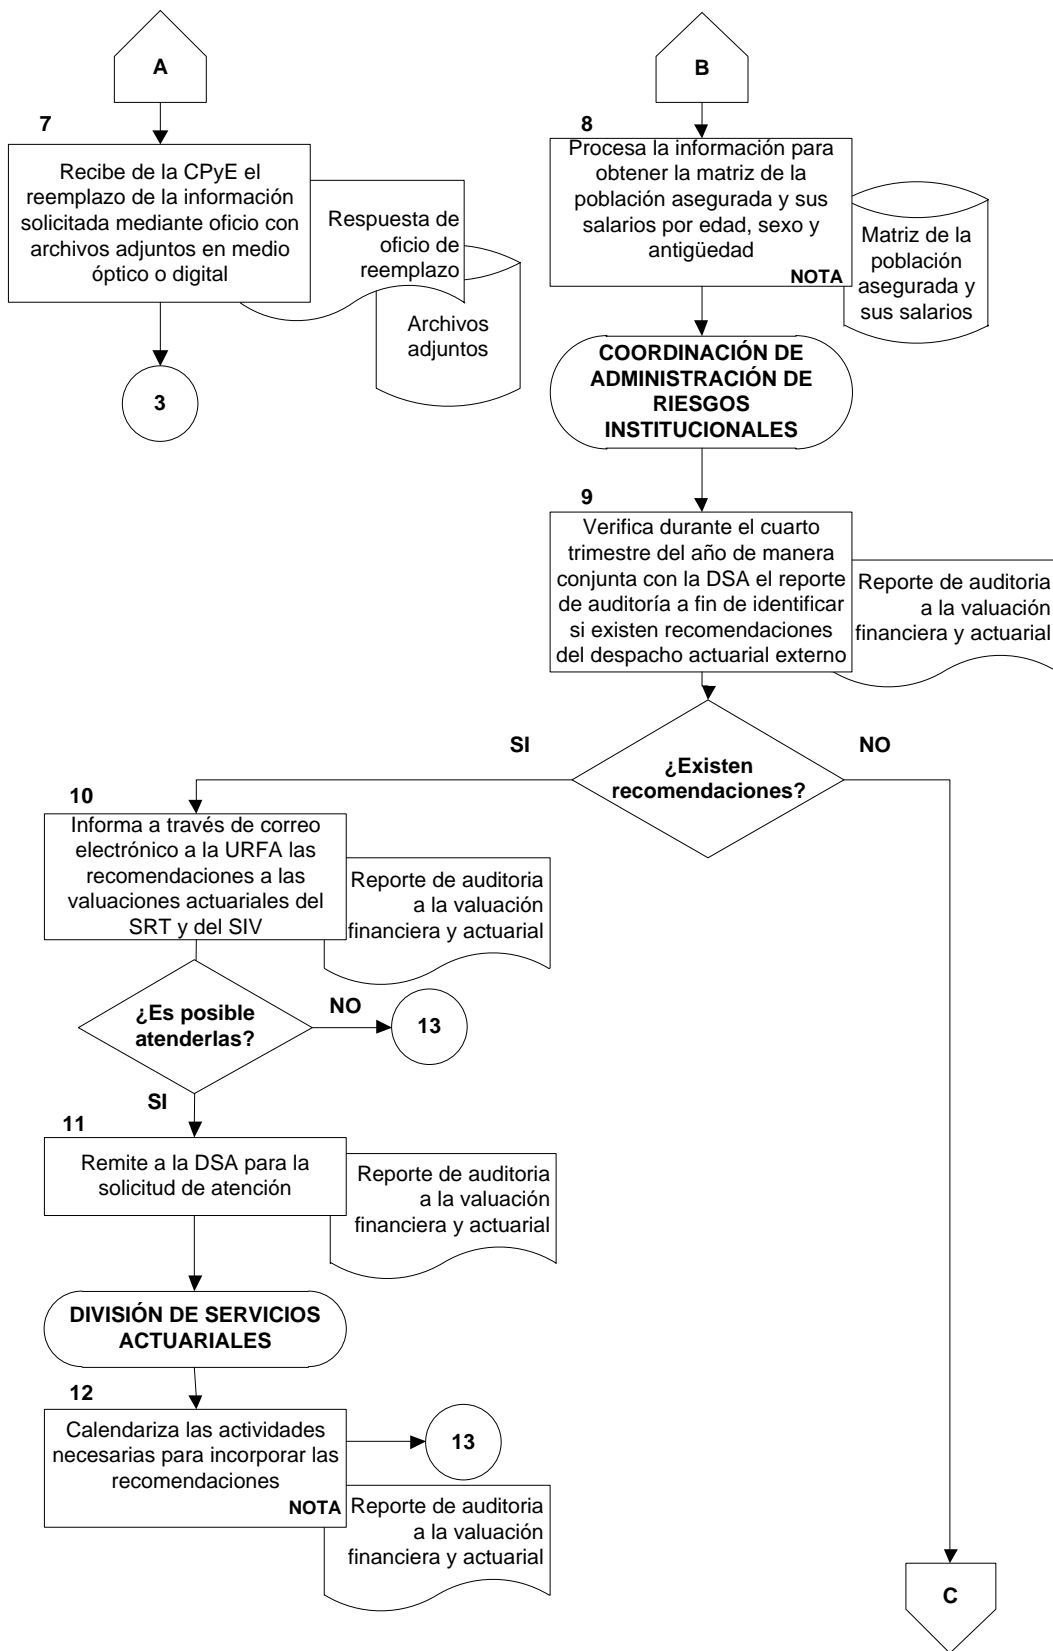 A
7
Recibe de la CPyE el
reemplazo de la información
solicitada mediante oficio con
archivos adjuntos en medio
óptico o digital
Respuesta de
oficio de
reemplazo
Archivos
adjuntos
3
B
8
Procesa la información para
obtener la matriz de la
población asegurada y sus
salarios por edad, sexo y
antigüedad
NOTA
Matriz de la
población
asegurada y
sus salarios
COORDINACIÓN DE
ADMINISTRACIÓN DE
RIESGOS
INSTITUCIONALES
9
Verifica durante el cuarto
trimestre del año de manera
conjunta con la DSA el reporte
de auditoría a fin de identificar
si existen recomendaciones
del despacho actuarial externo
Reporte de auditoria
a la valuación
financiera y actuarial
¿Existen
recomendaciones?
SI
NO
10
Informa a través de correo
electrónico a la URFA las
recomendaciones a las
valuaciones actuariales del
SRT y del SIV
Reporte de auditoria
a la valuación
financiera y actuarial
¿Es posible
atenderlas?
NO
13
SI
11
Remite a la DSA para la
solicitud de atención
Reporte de auditoria
a la valuación
financiera y actuarial
DIVISIÓN DE SERVICIOS
ACTUARIALES
12
Calendariza las actividades
necesarias para incorporar las
recomendaciones
NOTA
13
Reporte de auditoria
a la valuación
financiera y actuarial
C